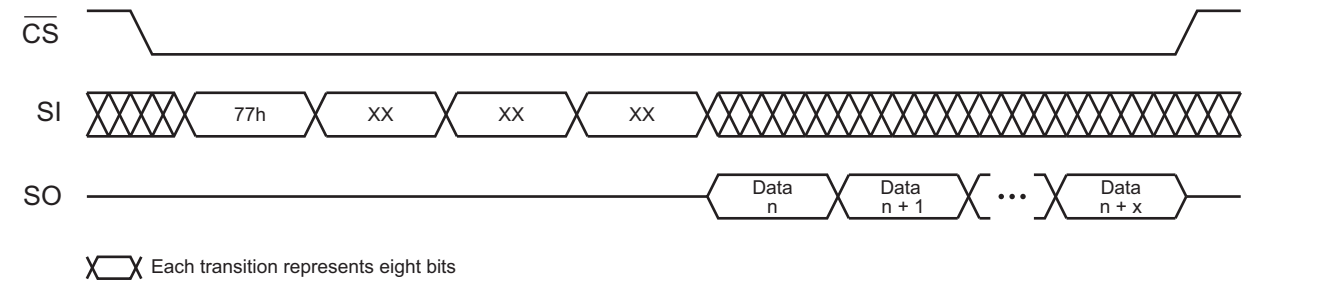 CS
SI 77h XX XX XX
SO Data n Data n + 1 ••• Data n + x
Each transition represents eight bits